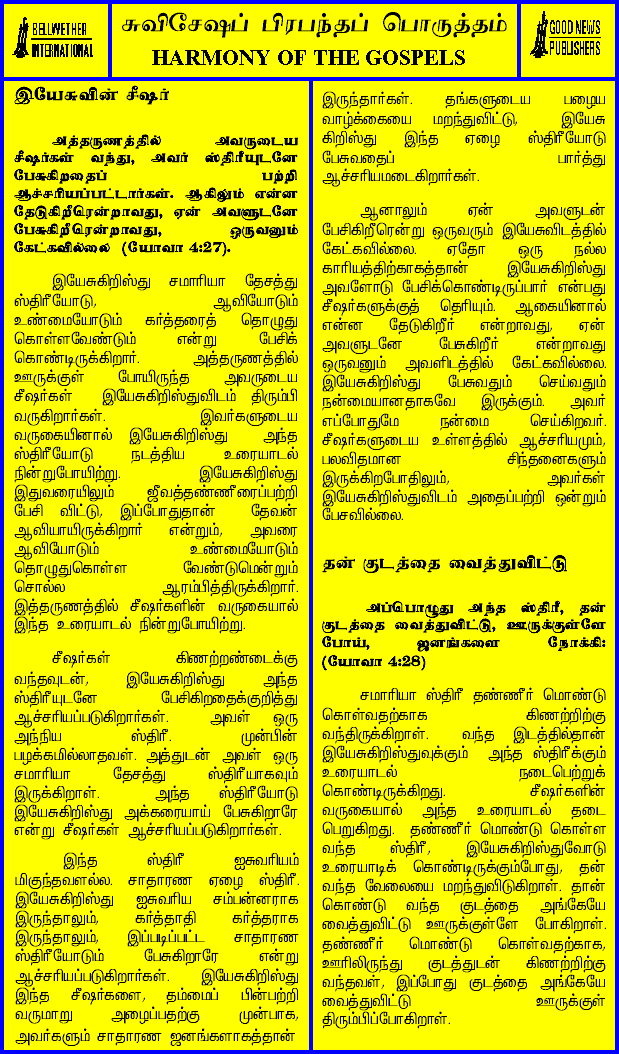 BELLWETHER
INTERNATIONAL
சுவிசேஷப் பிரபந்தப் பொருத்தம்
HARMONY OF THE GOSPELS
GOOD NEWS
PUBLISHERS
இயேசுவின் சீஷர்
அத்தருணத்தில் அவருடைய
சீஷர்கள் வந்து, அவர் ஸ்திரீயுடனே
பேசுகிறதைப் பற்றி
ஆச்சரியப்பட்டார்கள். ஆகிலும் என்ன
தேடுகிறீரென்றாவது, ஏன் அவளுடனே
பேசுகிறீரென்றாவது, ஒருவனும்
கேட்கவில்லை (யோவா 4:27).
இயேசுகிறிஸ்து சமாரியா தேசத்து
ஸ்திரீயோடு, ஆவியோடும்
உண்மையோடும் கர்த்தரைத் தொழுது
கொள்ளவேண்டும் என்று பேசிக்
கொண்டிருக்கிறார். அத்தருணத்தில்
ஊருக்குள் போயிருந்த அவருடைய
சீஷர்கள் இயேசுகிறிஸ்துவிடம் திரும்பி
வருகிறார்கள். இவர்களுடைய
வருகையினால் இயேசுகிறிஸ்து அந்த
ஸ்திரீயோடு நடத்திய உரையாடல்
நின்றுபோயிற்று. இயேசுகிறிஸ்து
இதுவரையிலும் ஜீவத்தண்ணீரைப்பற்றி
பேசி விட்டு, இப்போதுதான் தேவன்
ஆவியாயிருக்கிறார் என்றும், அவரை
ஆவியோடும் உண்மையோடும்
தொழுதுகொள்ள வேண்டுமென்றும்
சொல்ல ஆரம்பித்திருக்கிறார்.
இத்தருணத்தில் சீஷர்களின் வருகையால்
இந்த உரையாடல் நின்றுபோயிற்று.
சீஷர்கள் கிணற்றண்டைக்கு
வந்தவுடன், இயேசுகிறிஸ்து அந்த
ஸ்திரீயுடனே பேசிகிறதைக்குறித்து
ஆச்சரியப்படுகிறார்கள். அவள் ஒரு
அந்நிய ஸ்திரீ. முன்பின்
பழக்கமில்லாதவள். அத்துடன் அவள் ஒரு
சமாரியா தேசத்து ஸ்திரீயாகவும்
இருக்கிறாள். அந்த ஸ்திரீயோடு
இயேசுகிறிஸ்து அக்கரையாய் பேசுகிறாரே
என்று சீஷர்கள் ஆச்சரியப்படுகிறார்கள்.
இந்த ஸ்திரீ ஐசுவரியம்
மிகுந்தவளல்ல. சாதாரண ஏழை ஸ்திரீ.
இயேசுகிறிஸ்து ஐசுவரிய சம்பன்னராக
இருந்தாலும், கர்த்தாதி கர்த்தராக
இருந்தாலும், இப்படிப்பட்ட சாதாரண
ஸ்திரீயோடும் பேசுகிறாரே என்று
ஆச்சரியப்படுகிறார்கள். இயேசுகிறிஸ்து
இந்த சீஷர்களை, தம்மைப் பின்பற்றி
வருமாறு அழைப்பதற்கு முன்பாக,
அவர்களும் சாதாரண ஜனங்களாகத்தான்
இருந்தார்கள். தங்களுடைய பழைய
வாழ்க்கையை மறந்துவிட்டு, இயேசு
கிறிஸ்து இந்த ஏழை ஸ்திரீயோடு
பேசுவதைப் பார்த்து
ஆச்சரியமடைகிறார்கள்.
ஆனாலும் ஏன் அவளுடன்
பேசிகிறீரென்று ஒருவரும் இயேசுவிடத்தில்
கேட்கவில்லை. ஏதோ ஒரு நல்ல
காரியத்திற்காகத்தான் இயேசுகிறிஸ்து
அவளோடு பேசிக்கொண்டிருப்பார் என்பது
சீஷர்களுக்குத் தெரியும். ஆகையினால்
என்ன தேடுகிறீர் என்றாவது, ஏன்
அவளுடனே பேசுகிறீர் என்றாவது
ஒருவனும் அவளிடத்தில் கேட்கவில்லை.
இயேசுகிறிஸ்து பேசுவதும் செய்வதும்
நன்மையானதாகவே இருக்கும். அவர்
எப்போதுமே நன்மை செய்கிறவர்.
சீஷர்களுடைய உள்ளத்தில் ஆச்சரியமும்,
பலவிதமான சிந்தனைகளும்
இருக்கிறபோதிலும், அவர்கள்
இயேசுகிறிஸ்துவிடம் அதைப்பற்றி ஒன்றும்
பேசவில்லை.
தன் குடத்தை வைத்துவிட்டு
அப்பொழுது அந்த ஸ்திரீ, தன்
குடத்தை வைத்துவிட்டு, ஊருக்குள்ளே
போய், ஜனங்களை நோக்கி:
(யோவா 4:28)
சமாரியா ஸ்திரீ தண்ணீர் மொண்டு
கொள்வதற்காக கிணற்றிற்கு
வந்திருக்கிறாள். வந்த இடத்தில்தான்
இயேசுகிறிஸ்துவுக்கும் அந்த ஸ்திரீக்கும்
உரையாடல் நடைபெற்றுக்
கொண்டிருக்கிறது. சீஷர்களின்
வருகையால் அந்த உரையாடல் தடை
பெறுகிறது. தண்ணீர் மொண்டு கொள்ள
வந்த ஸ்திரீ, இயேசுகிறிஸ்துவோடு
உரையாடிக் கொண்டிருக்கும்போது, தன்
வந்த வேலையை மறந்துவிடுகிறாள். தான்
கொண்டு வந்த குடத்தை அங்கேயே
வைத்துவிட்டு ஊருக்குள்ளே போகிறாள்.
தண்ணீர் மொண்டு கொள்வதற்காக,
ஊரிலிருந்து குடத்துடன் கிணற்றிற்கு
வந்தவள், இப்போது குடத்தை அங்கேயே
வைத்துவிட்டு ஊருக்குள்
திரும்பிப்போகிறாள்.